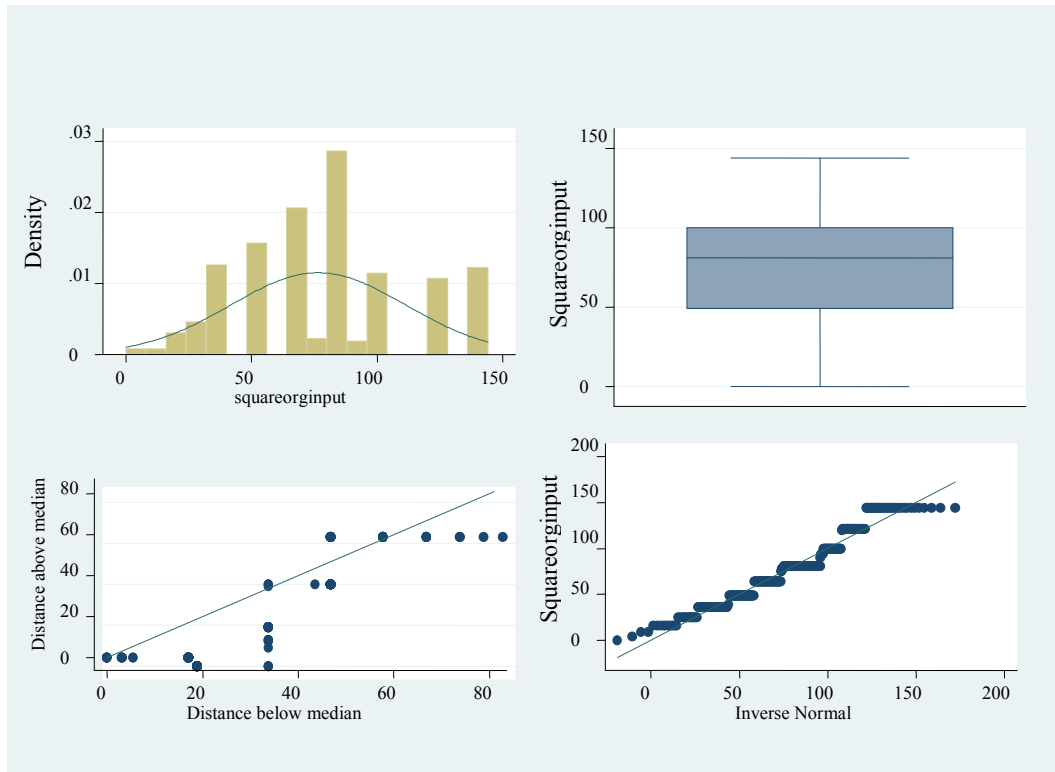 .03
.02
.01
0
Density
0 50 100 150
squareorginput
150
100
50
0
Squareorginput
80
60
40
20
0
Distance above median
0 20 40 60 80
Distance below median
200
150
100
50
0
Squareorginput
0 50 100 150 200
Inverse Normal